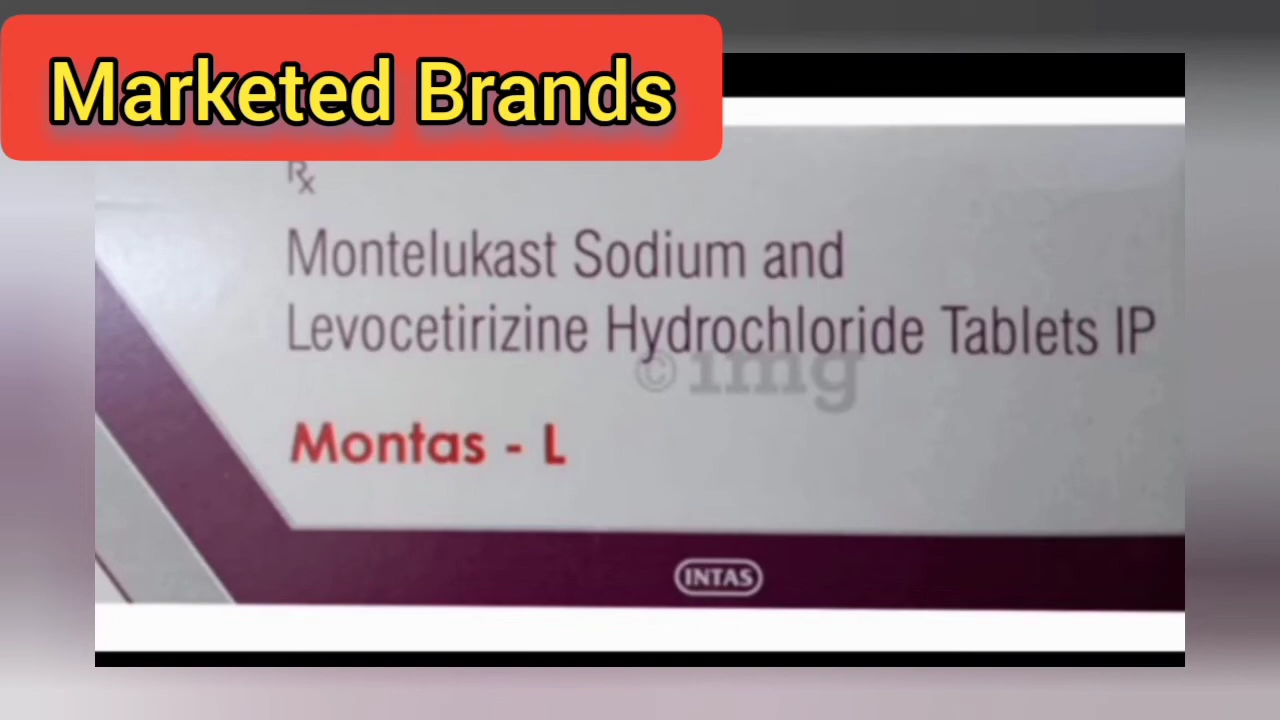 Marketed Brands
Rx
Montelukast Sodium and
Levocetirizine Hydrochloride Tablets IP
©1mg
Montas - L
INTAS